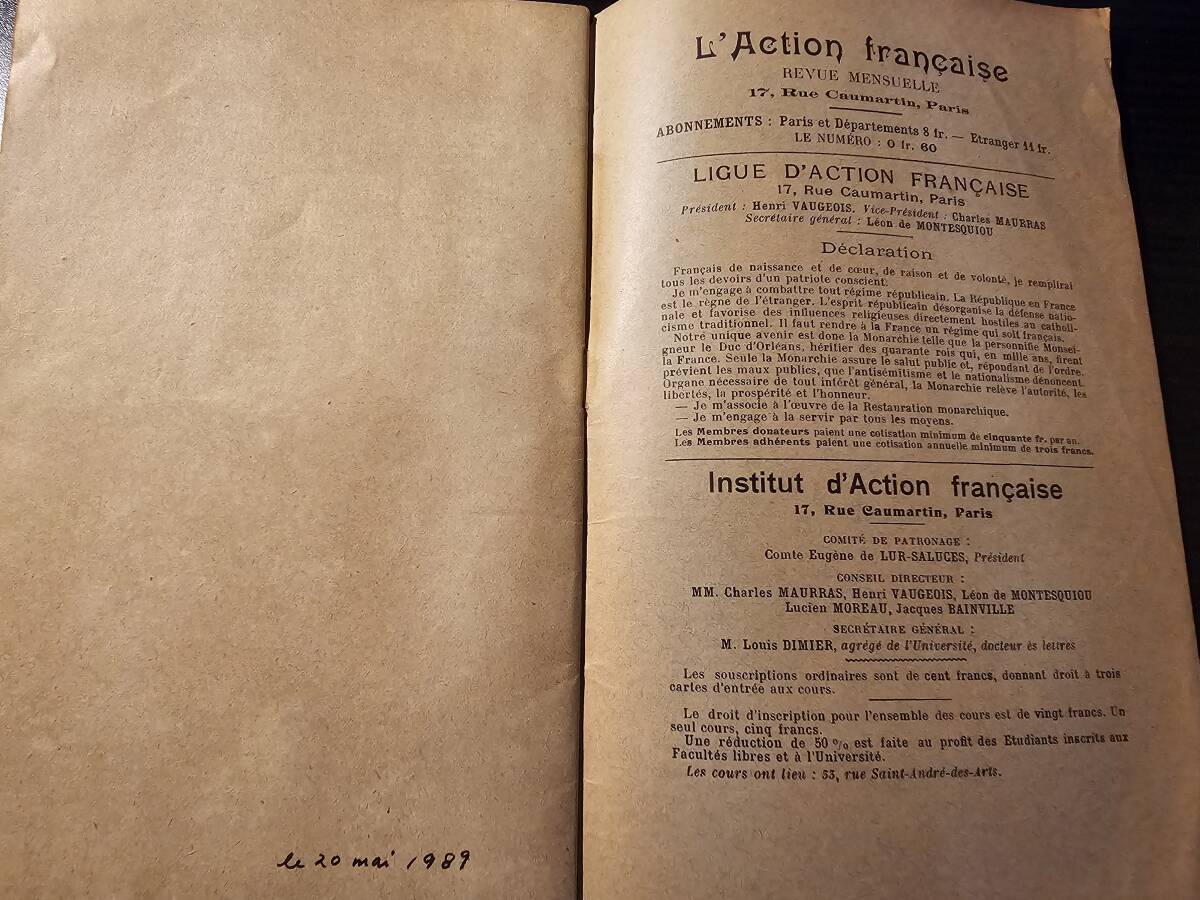 le 20 mai 1989
L'Action française
REVUE MENSUELLE
17, Rue Caumartin, Paris
ABONNEMENTS : Paris et Départements 8 fr. — Etranger 11 fr.
LE NUMÉRO : 0 fr. 60
LIGUE D'ACTION FRANÇAISE
17, Rue Caumartin, Paris
Président : Henri VAUGEOIS. Vice-Président : Charles MAURRAS
Secrétaire général : Léon de MONTESQUIOU
Déclaration
Français de naissance et de cœur, de raison et de volonté, je remplirai
tous les devoirs d'un patriote conscient.
Je m'engage à combattre tout régime républicain. La République en France
est le règne de l'étranger. L'esprit républicain désorganise la défense natio-
nale et favorise des influences religieuses directement hostiles au catholi-
cisme traditionnel. Il faut rendre à la France un régime qui soit français.
Notre unique avenir est donc la Monarchie telle que la personnifie Monsei-
gneur le Duc d'Orléans, héritier des quarante rois qui, en mille ans, firent
la France. Seule la Monarchie assure le salut public et, répondant de l'ordre,
prévient les maux publics, que l'antisémitisme et le nationalisme dénoncent.
Organe nécessaire de tout intérêt général, la Monarchie relève l'autorité, les
libertés, la prospérité et l'honneur.
— Je m'associe à l'œuvre de la Restauration monarchique.
— Je m'engage à la servir par tous les moyens.
Les Membres donateurs paient une cotisation minimum de cinquante fr. par an.
Les Membres adhérents paient une cotisation annuelle minimum de trois francs.
Institut d'Action française
17, Rue Caumartin, Paris
COMITÉ DE PATRONAGE :
Comte Eugène de LUR-SALUCES, Président
CONSEIL DIRECTEUR :
MM. Charles MAURRAS, Henri VAUGEOIS, Léon de MONTESQUIOU
Lucien MOREAU, Jacques BAINVILLE
SECRÉTAIRE GÉNÉRAL :
M. Louis DIMIER, agrégé de l'Université, docteur ès lettres
Les souscriptions ordinaires sont de cent francs, donnant droit à trois
cartes d'entrée aux cours.
Le droit d'inscription pour l'ensemble des cours est de vingt francs. Un
seul cours, cinq francs.
Une réduction de 50 % est faite au profit des Etudiants inscrits aux
Facultés libres et à l'Université.
Les cours ont lieu : 33, rue Saint-André-des-Arts.